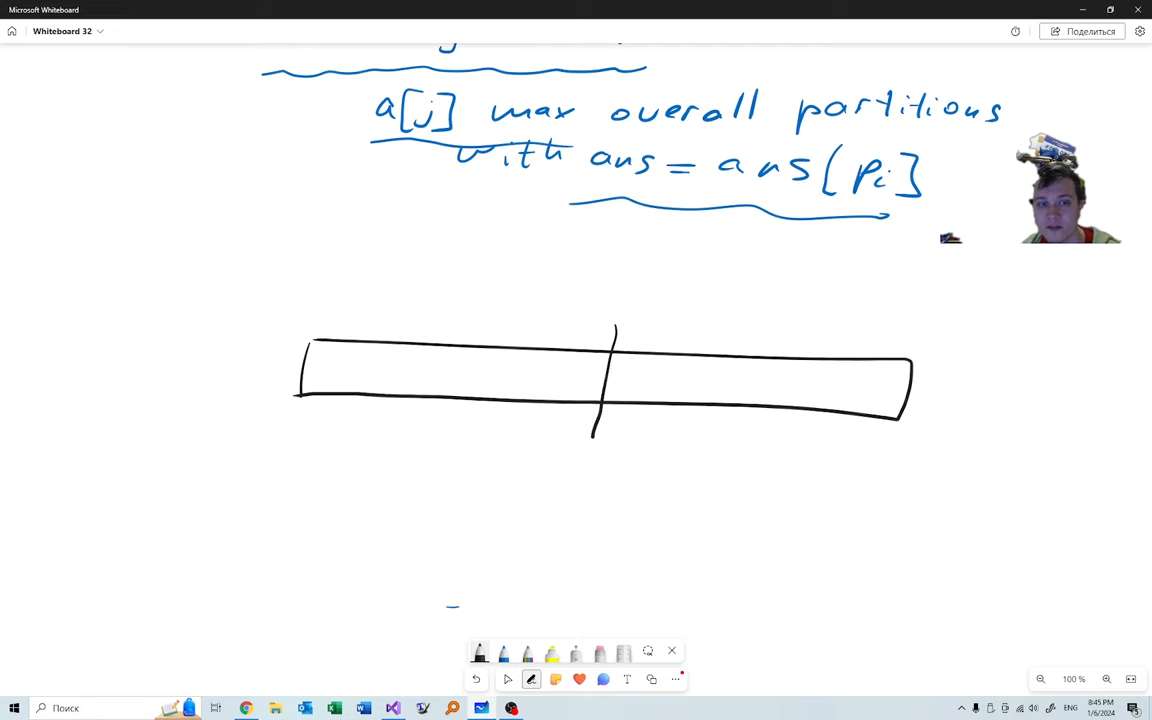 Microsoft Whiteboard
Whiteboard 32
Поделиться
a[j] max overall partitions
with ans = ans[pi]
100 %
Поиск
ENG
8:45 PM
1/6/2024
5